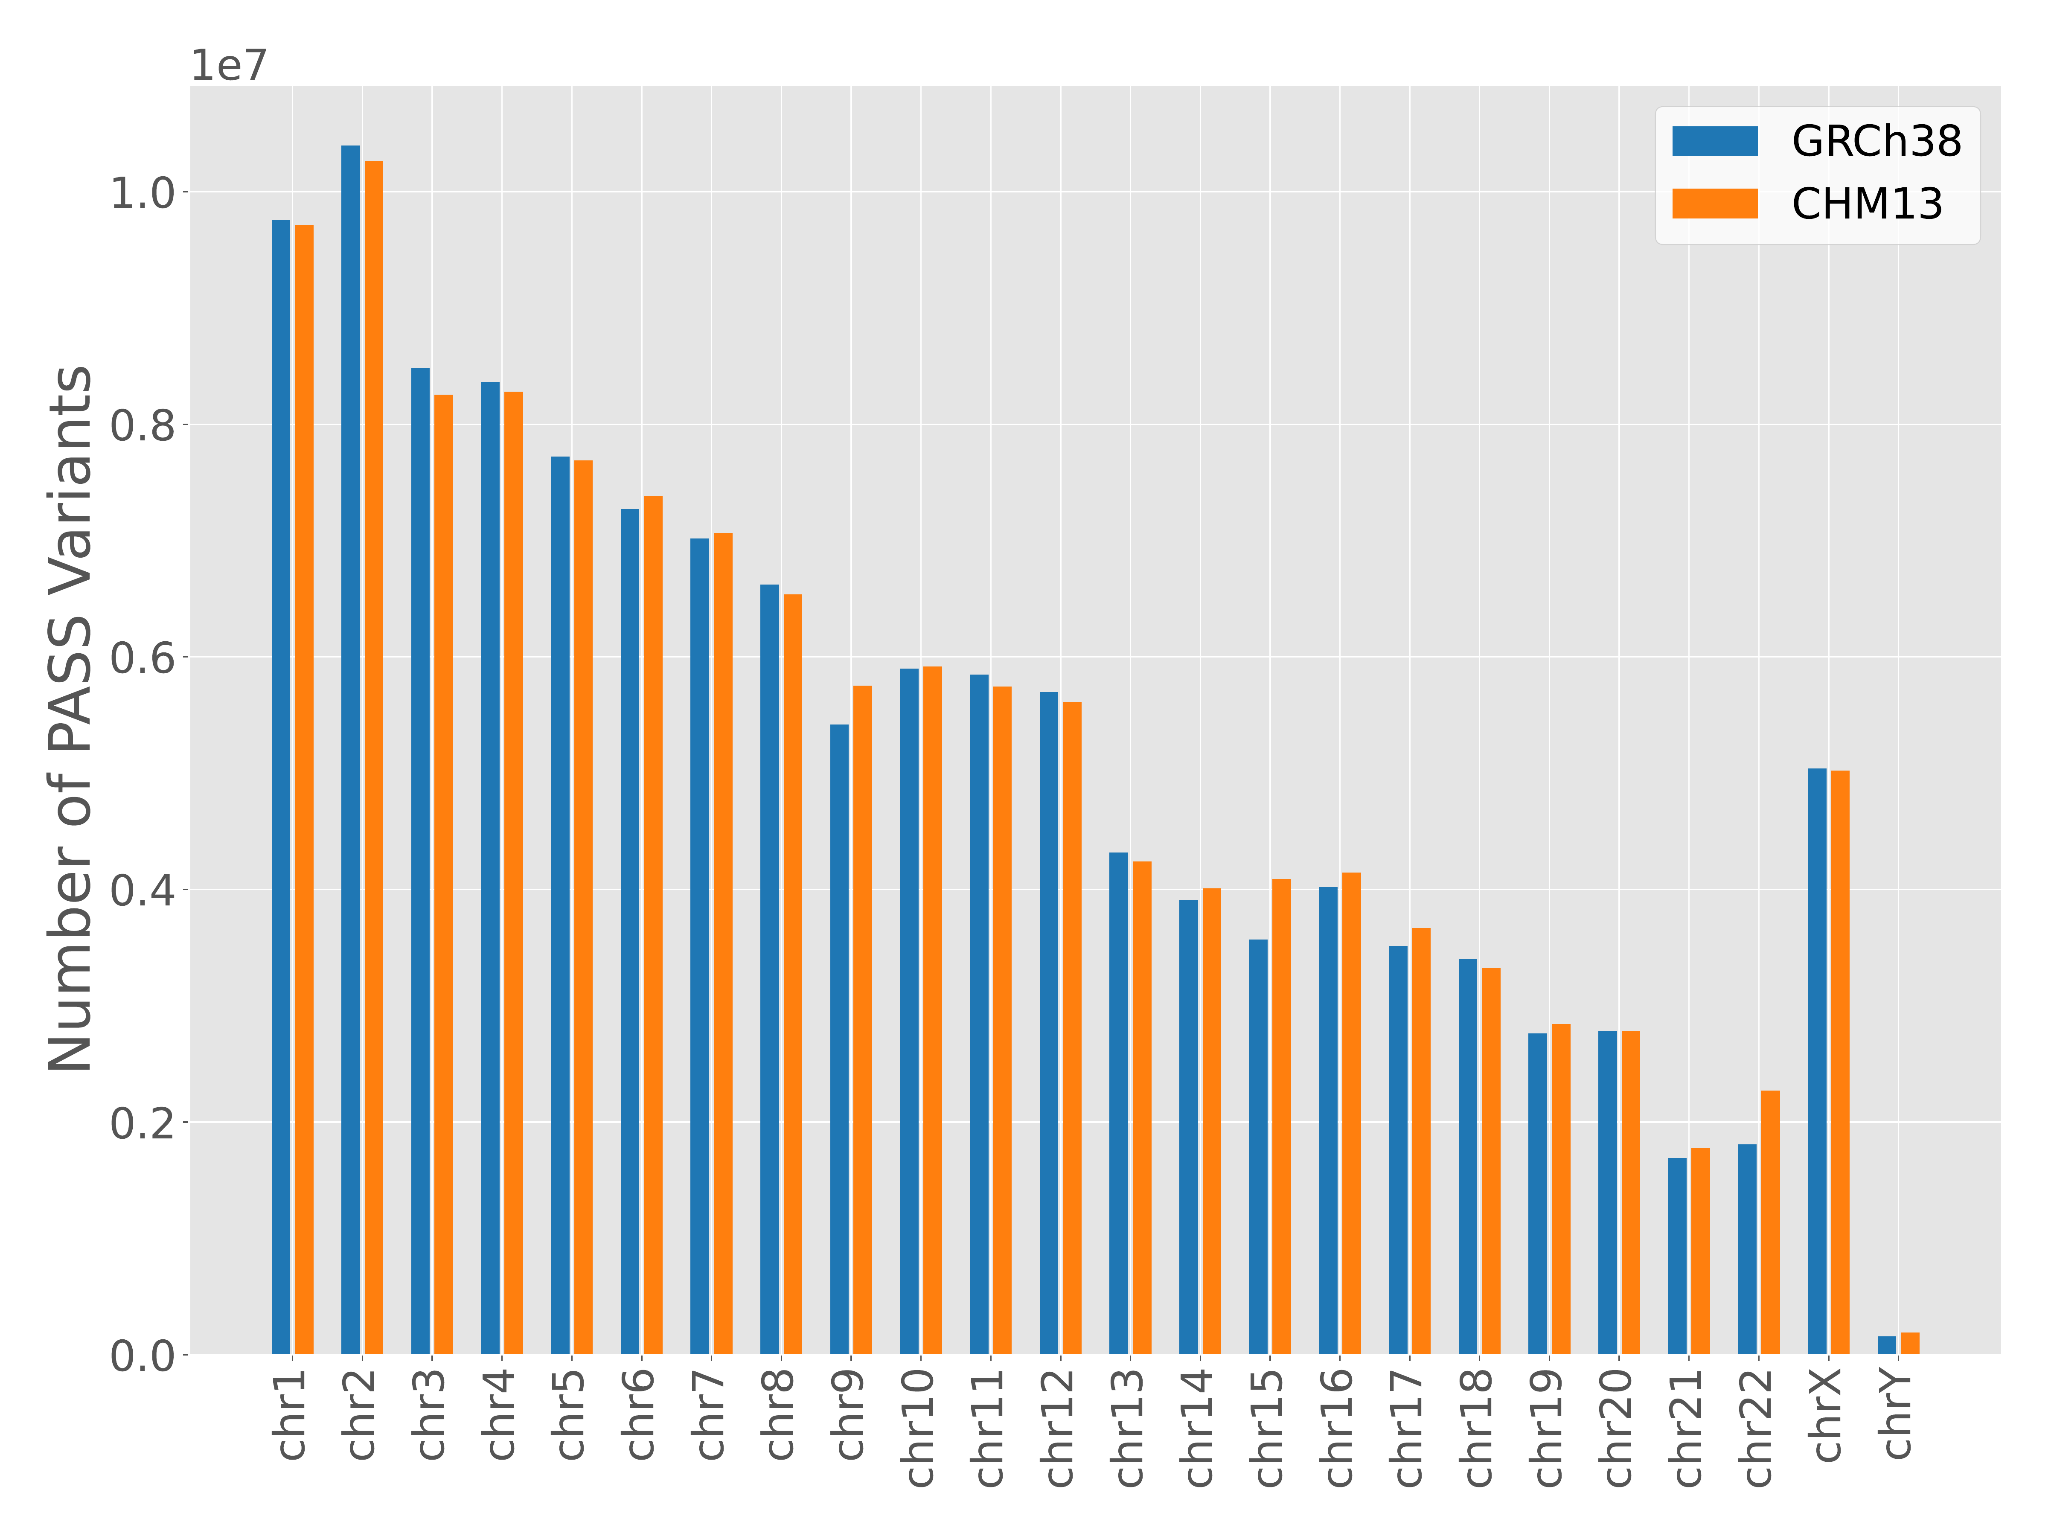 1e7
GRCh38
CHM13
Number of PASS Variants
1.0
0.8
0.6
0.4
0.2
0.0
chr1
chr2
chr3
chr4
chr5
chr6
chr7
chr8
chr9
chr10
chr11
chr12
chr13
chr14
chr15
chr16
chr17
chr18
chr19
chr20
chr21
chr22
chrX
chrY